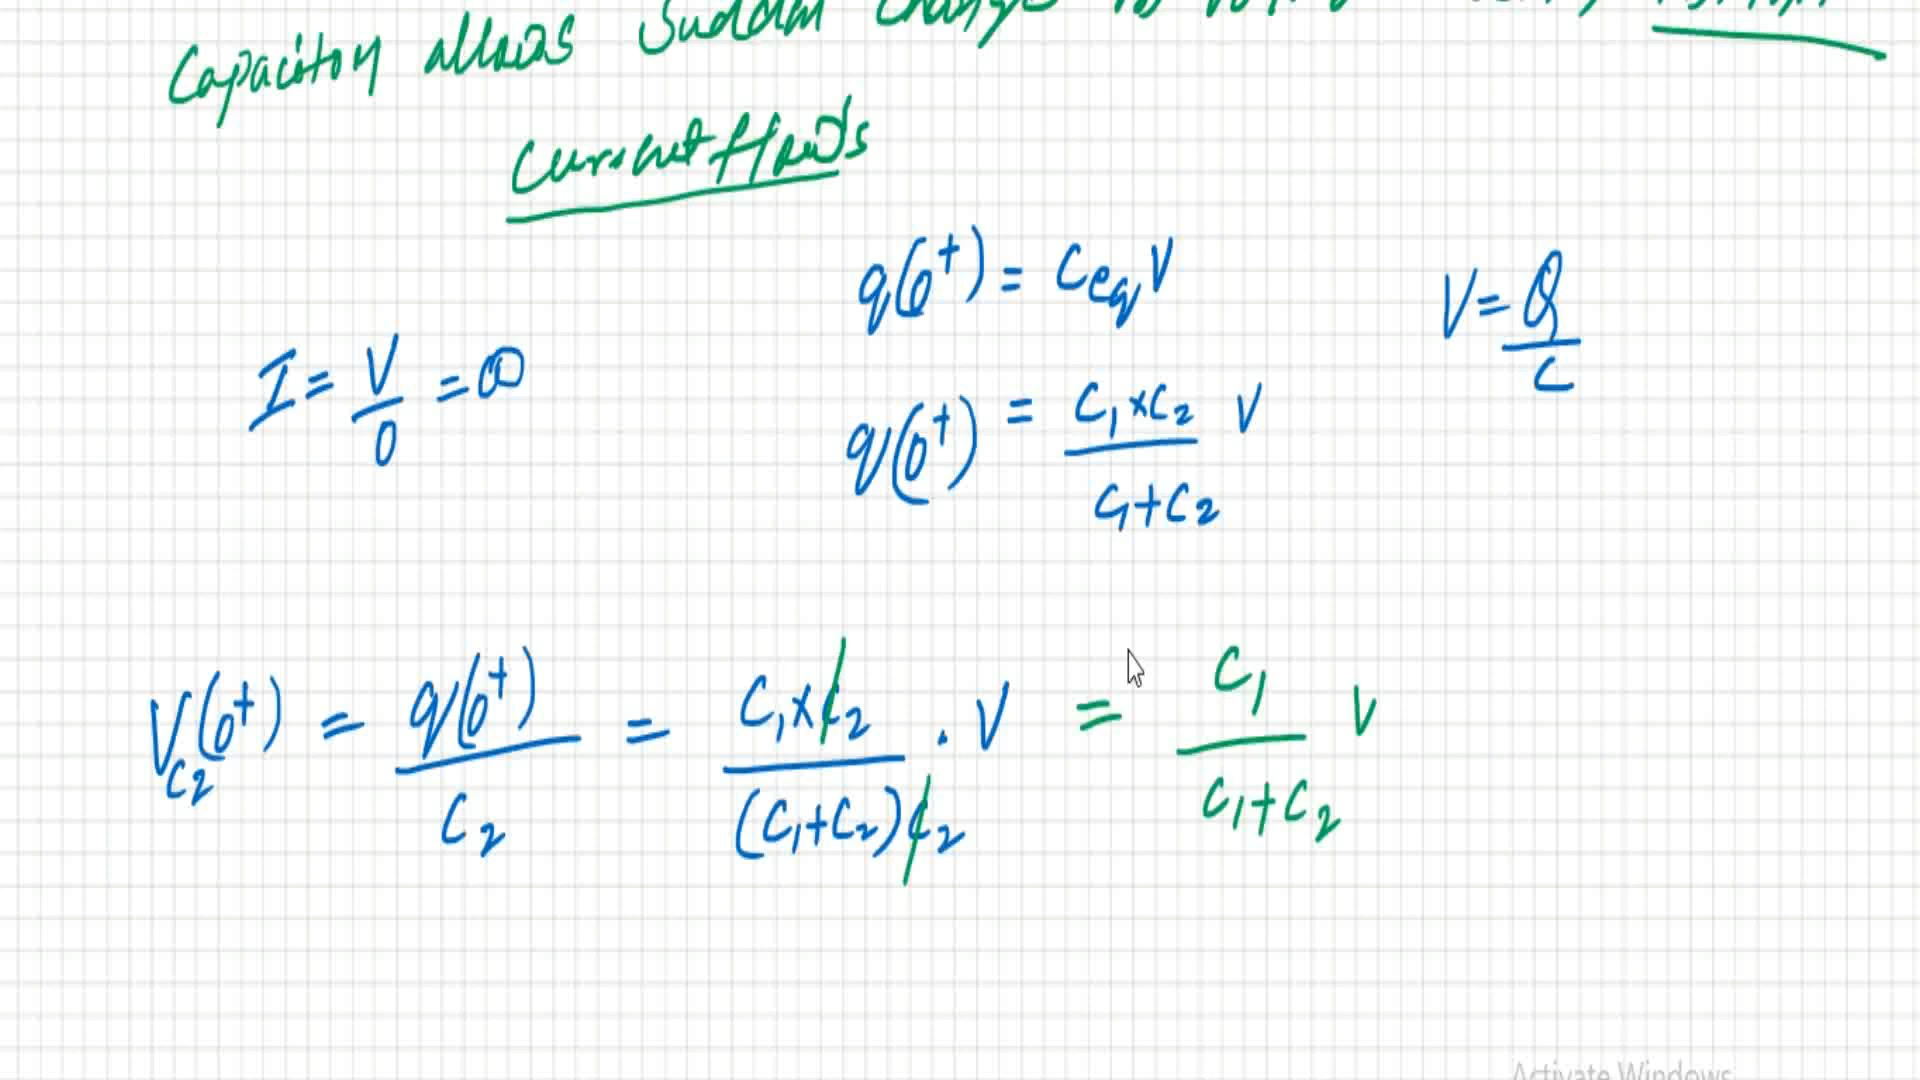 Capacitor allows Sudden
Current flows
q(0⁺) = Ceq V
V = Q/C
I = V/0 = ∞
q(0⁺) = C₁×C₂/C₁+C₂ V
V_C₂(0⁺) = q(0⁺)/C₂ = C₁×C₂/(C₁+C₂)C₂ . V = C₁/C₁+C₂ V
Activate Windows